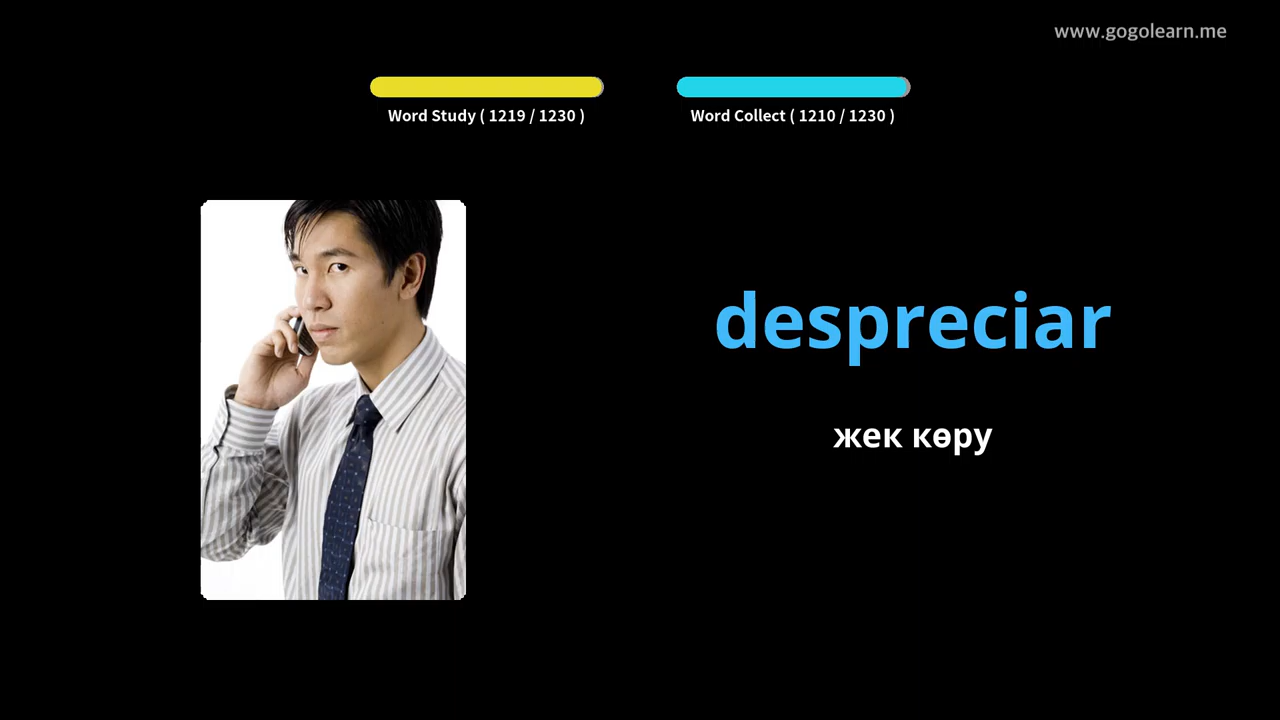 www.gogolearn.me
Word Study ( 1219 / 1230 )
Word Collect ( 1210 / 1230 )
despreciar
жек көру